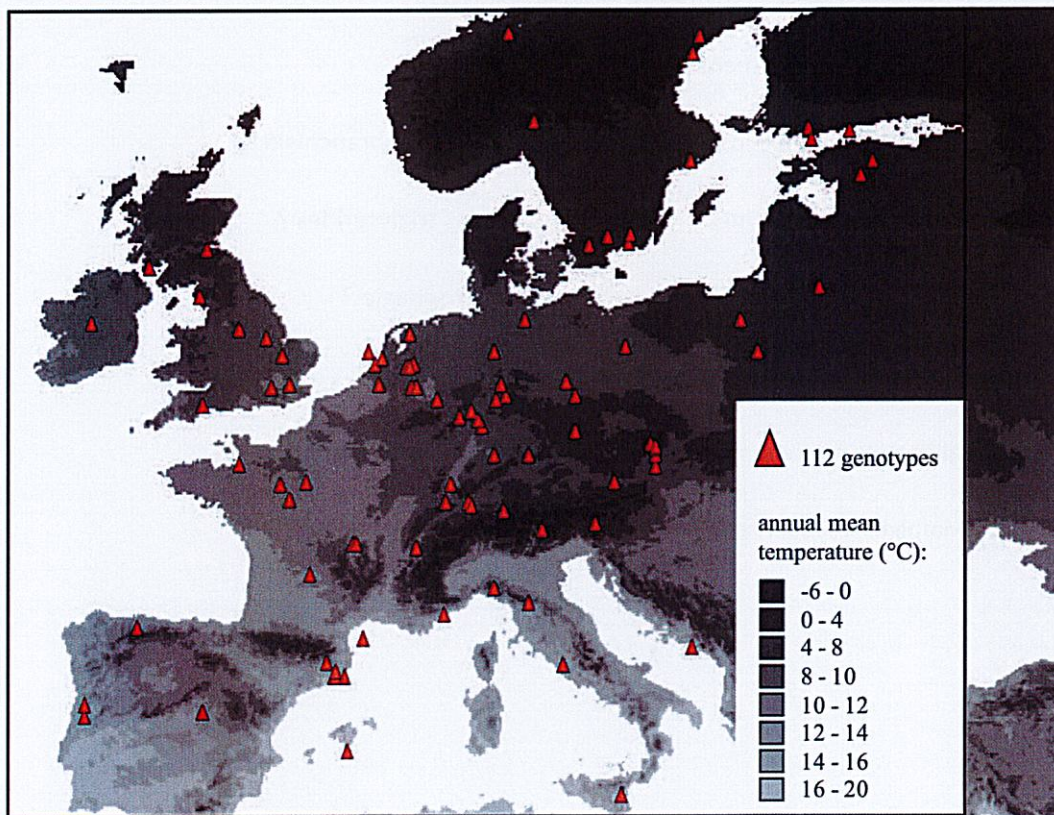 112 genotypes
annual mean
temperature (°C):
-6 - 0
0 - 4
4 - 8
8 - 10
10 - 12
12 - 14
14 - 16
16 - 20